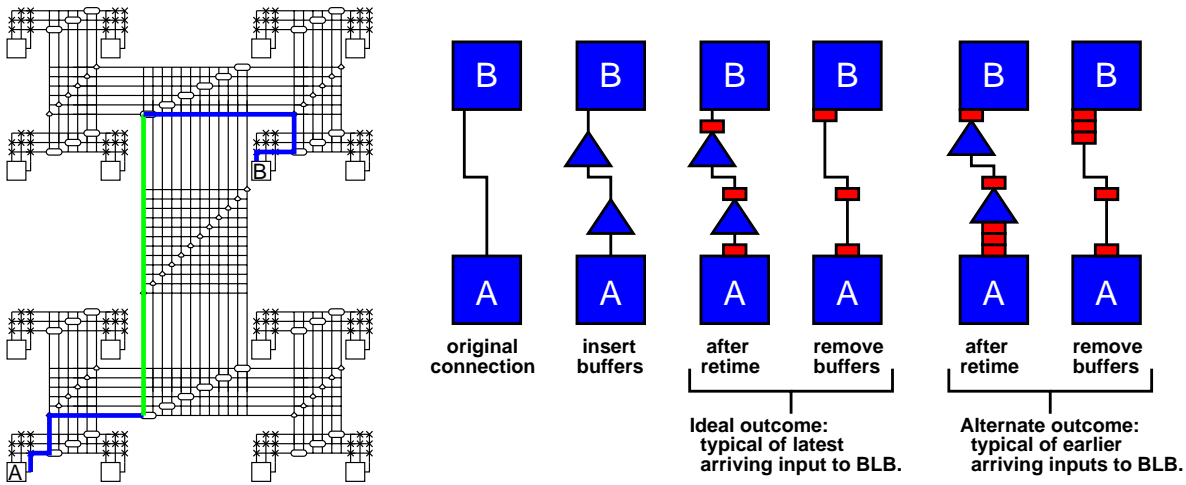 B
A
B
B
B
B
B
B
A
A
A
A
A
A
original
connection
insert
buffers
after
retime
remove
buffers
after
retime
remove
buffers
Ideal outcome:
typical of latest
arriving input to BLB.
Alternate outcome:
typical of earlier
arriving inputs to BLB.